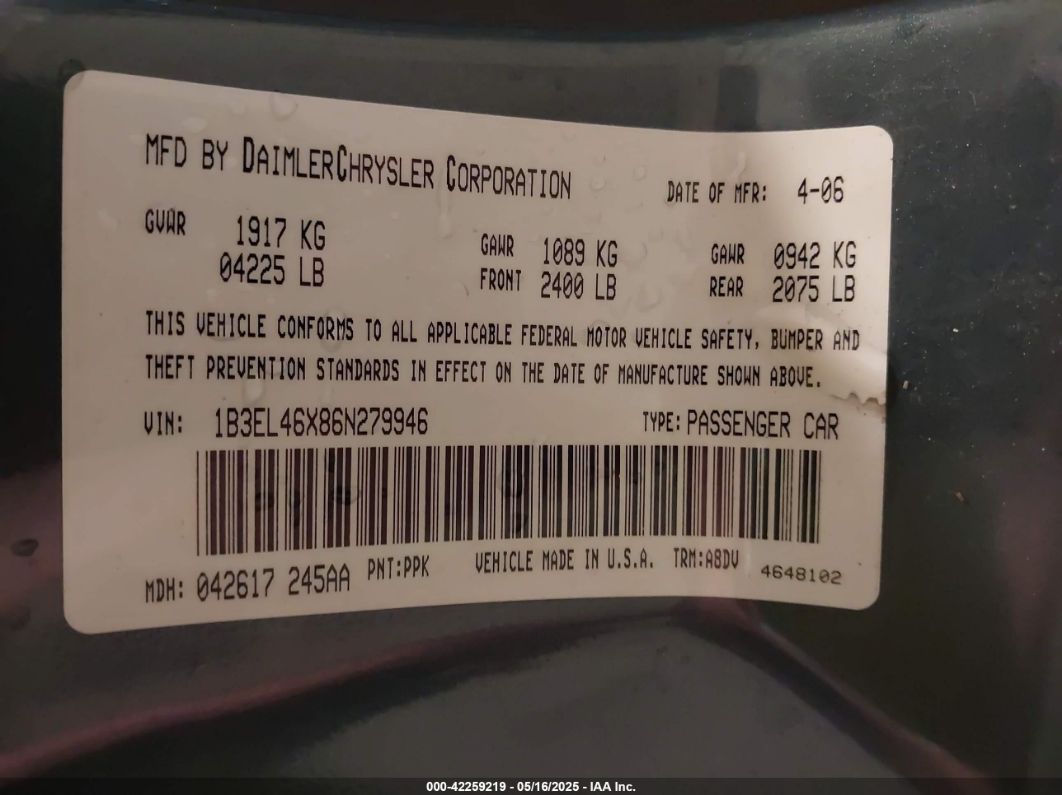 MFD BY DAIMLERCHRYSLER CORPORATION DATE OF MFR: 4-06
GVWR 1917 KG GAWR 1089 KG GAWR 0942 KG
04225 LB FRONT 2400 LB REAR 2075 LB
THIS VEHICLE CONFORMS TO ALL APPLICABLE FEDERAL MOTOR VEHICLE SAFETY, BUMPER AND
THEFT PREVENTION STANDARDS IN EFFECT ON THE DATE OF MANUFACTURE SHOWN ABOVE.
VIN: 1B3EL46X86N279946 TYPE: PASSENGER CAR
MDH: 042617 245AA PNT:PPK VEHICLE MADE IN U.S.A. TRM:A8DV 4648102
000-42259219 - 05/16/2025 - IAA Inc.